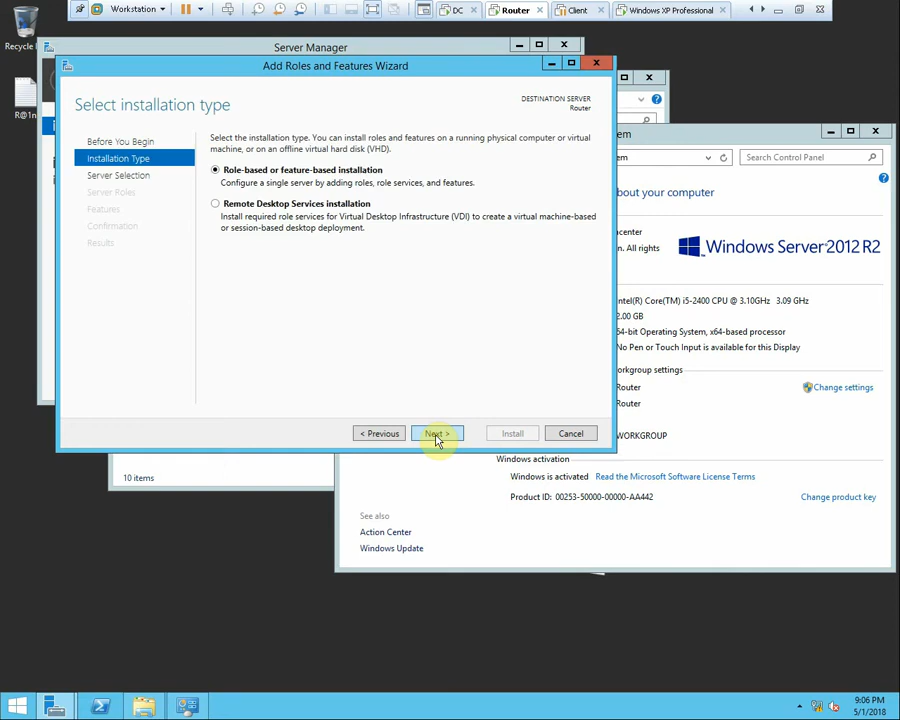 Workstation
DC
Router
Client
Windows XP Professional
Recycle
R@1n
Server Manager
Add Roles and Features Wizard
Select installation type
DESTINATION SERVER
Router
Before You Begin
Installation Type
Server Selection
Server Roles
Features
Confirmation
Results
Select the installation type. You can install roles and features on a running physical computer or virtual
machine, or on an offline virtual hard disk (VHD).
Role-based or feature-based installation
Configure a single server by adding roles, role services, and features.
Remote Desktop Services installation
Install required role services for Virtual Desktop Infrastructure (VDI) to create a virtual machine-based
or session-based desktop deployment.
< Previous
Next >
Install
Cancel
em
em
Search Control Panel
bout your computer
center
n. All rights
Windows Server 2012 R2
ntel(R) Core(TM) i5-2400 CPU @ 3.10GHz 3.09 GHz
2.00 GB
64-bit Operating System, x64-based processor
No Pen or Touch Input is available for this Display
workgroup settings
Router
Change settings
Router
WORKGROUP
Windows activation
Windows is activated Read the Microsoft Software License Terms
Product ID: 00253-50000-00000-AA442
Change product key
See also
Action Center
Windows Update
10 items
9:06 PM
5/1/2018